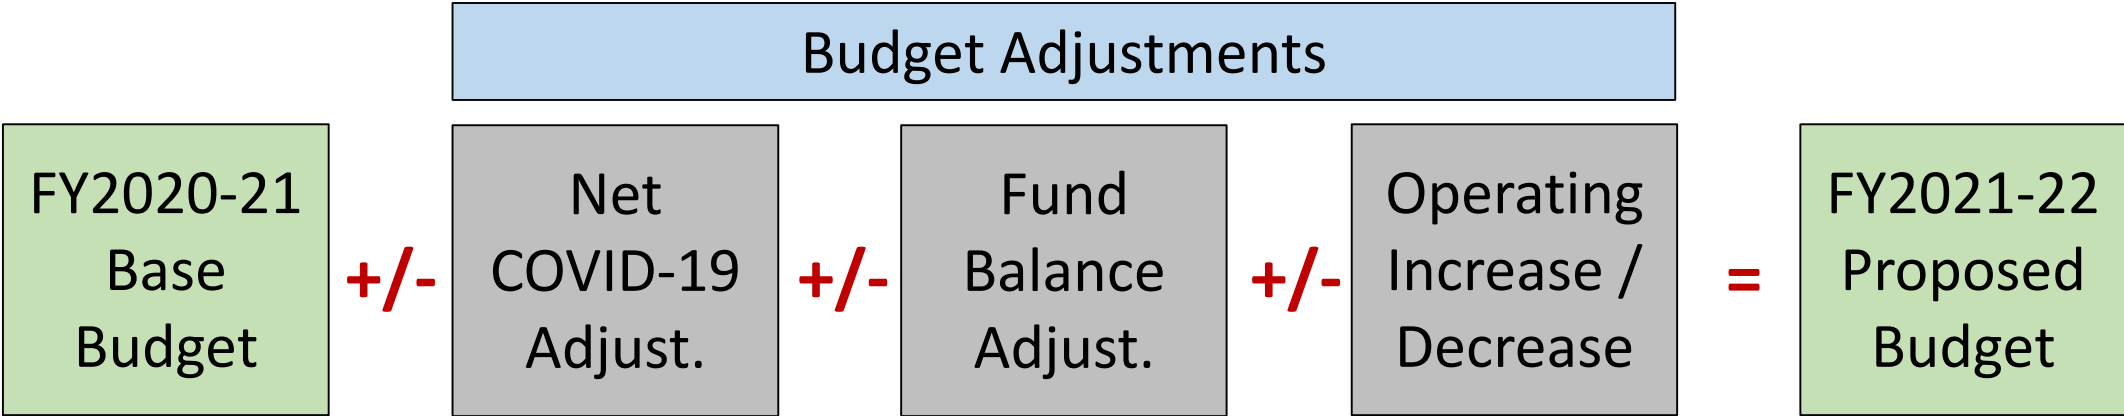 Budget Adjustments
FY2020-21
Base
Budget
+/-
Net
COVID-19
Adjust.
+/-
Fund
Balance
Adjust.
+/-
Operating
Increase /
Decrease
=
FY2021-22
Proposed
Budget